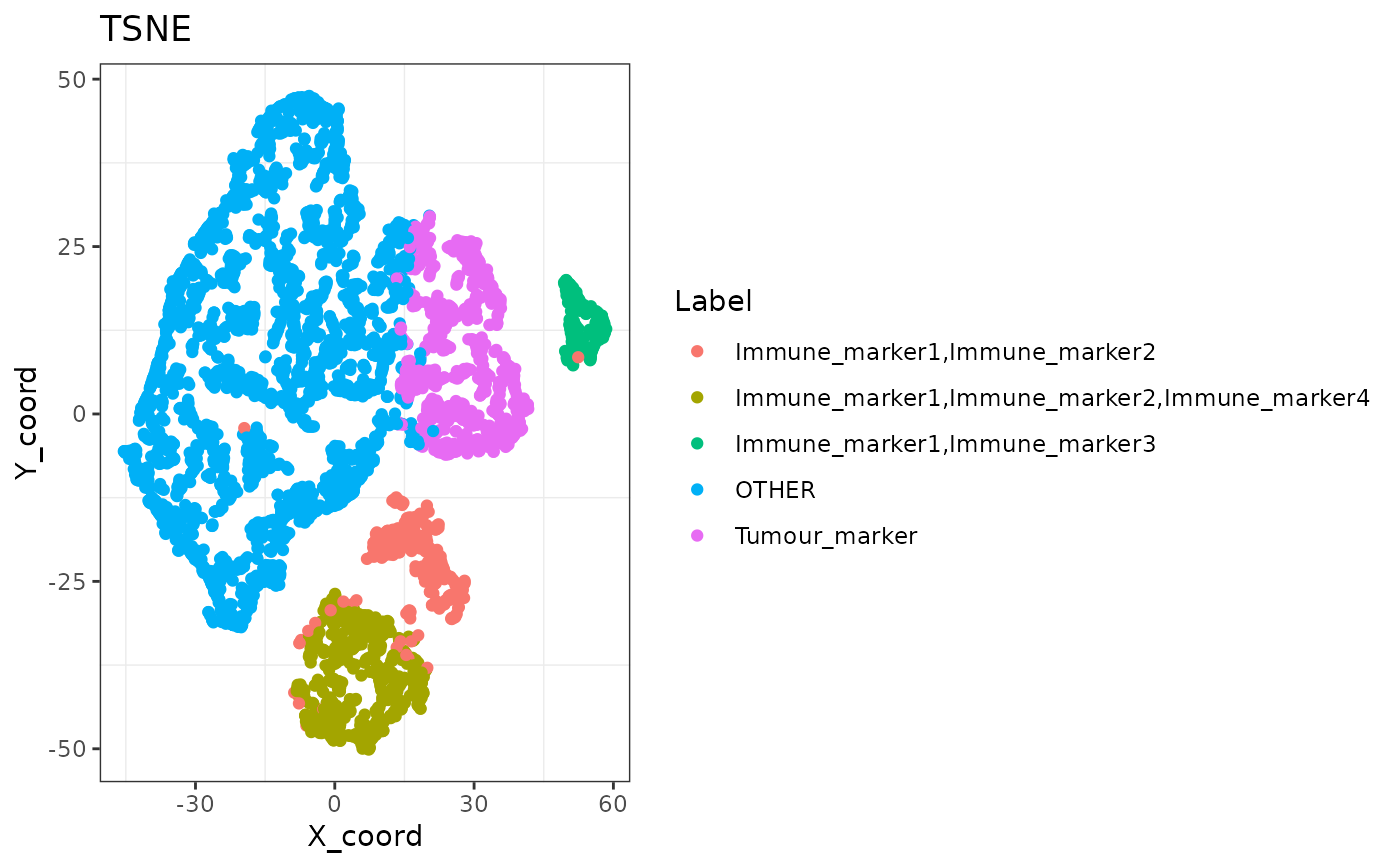 TSNE
50
25
0
-25
-50
Y_coord
-30 0 30 60
X_coord
Label
Immune_marker1,Immune_marker2
Immune_marker1,Immune_marker2,Immune_marker4
Immune_marker1,Immune_marker3
OTHER
Tumour_marker